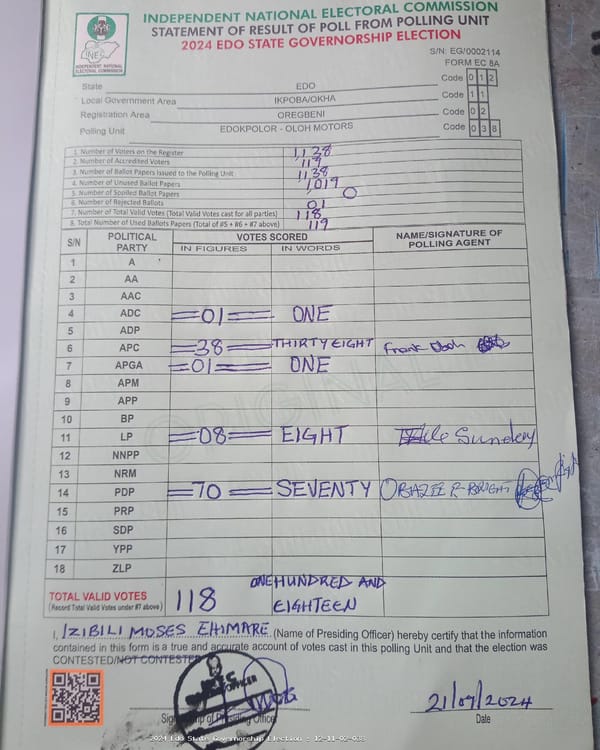 INDEPENDENT NATIONAL ELECTORAL COMMISSION
STATEMENT OF RESULT OF POLL FROM POLLING UNIT
2024 EDO STATE GOVERNORSHIP ELECTION
INEC
INDEPENDENT NATIONAL
ELECTORAL COMMISSION
S/N: EG/0002114
FORM EC 8A
State EDO Code 0 1 2
Local Government Area IKPOBA/OKHA Code 1 1
Registration Area OREGBENI Code 0 2
Polling Unit EDOKPOLOR - OLOH MOTORS Code 0 3 8
1. Number of Voters on the Register 1138
2. Number of Accredited Voters 119
3. Number of Ballot Papers Issued to the Polling Unit 1138
4. Number of Unused Ballot Papers 1019
5. Number of Spoiled Ballot Papers 0
6. Number of Rejected Ballots 01
7. Number of Total Valid Votes (Total Valid Votes cast for all parties) 118
8. Total Number of Used Ballots Papers (Total of #5 + #6 + #7 above) 119
S/N POLITICAL PARTY VOTES SCORED NAME/SIGNATURE OF POLLING AGENT
IN FIGURES IN WORDS
1 A
2 AA
3 AAC
4 ADC =01= ONE
5 ADP
6 APC =38= THIRTY EIGHT Frank
7 APGA =01= ONE
8 APM
9 APP
10 BP
11 LP =08= EIGHT Sunday
12 NNPP
13 NRM
14 PDP =70= SEVENTY
15 PRP
16 SDP
17 YPP
18 ZLP
ORIGINAL
TOTAL VALID VOTES 118 ONE HUNDRED AND
(Record Total Valid Votes under #7 above) EIGHTEEN
I, IZIBILI MOSES EHIMARE (Name of Presiding Officer) hereby certify that the information
contained in this form is a true and accurate account of votes cast in this polling unit and that the election was
CONTESTED/NOT CONTESTED
Signature of Presiding Officer
21/09/2024
Date
2024 Edo State Governorship Election - 12-11-02-038